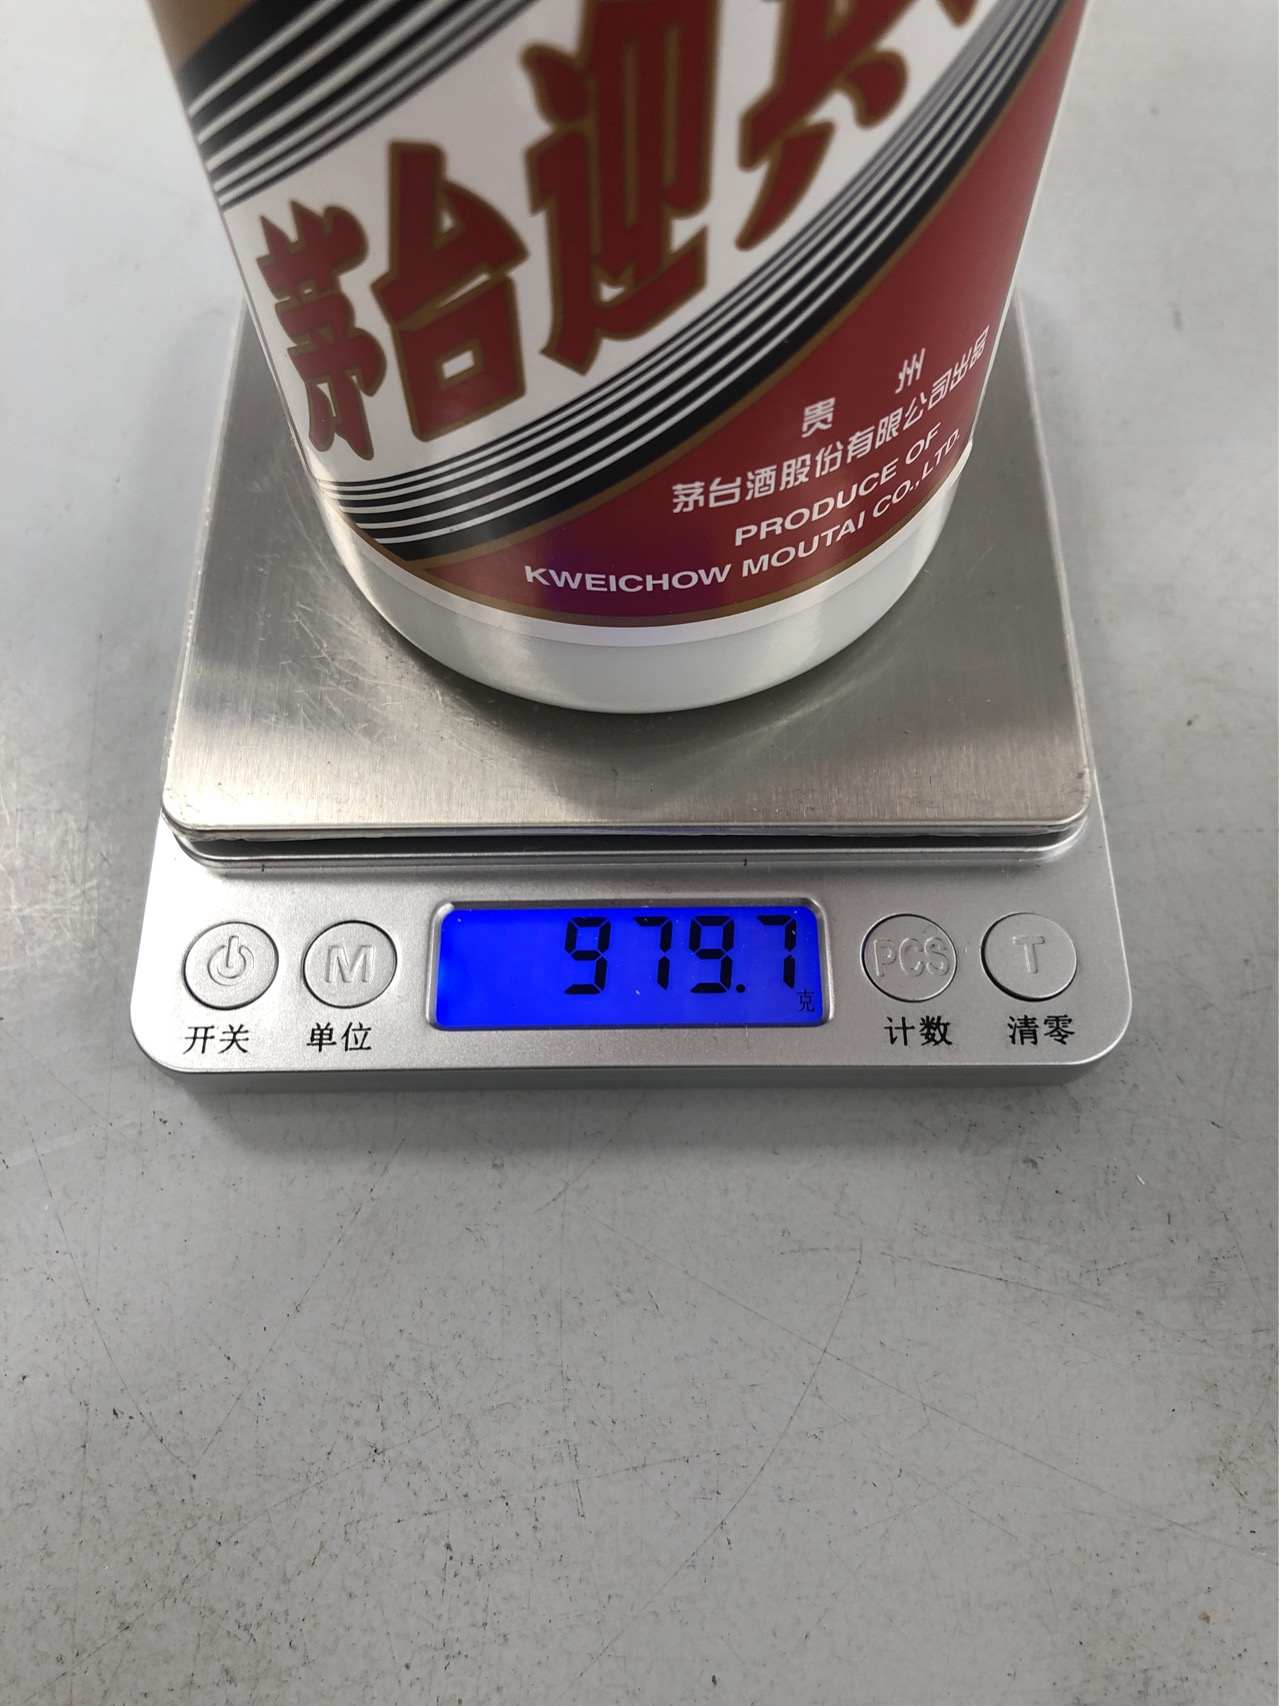 茅台迎宾
贵 州
茅台酒股份有限公司出品
PRODUCE OF
KWEICHOW MOUTAI CO.,LTD.
979.7
克
M
PCS
T
开关
单位
计数
清零